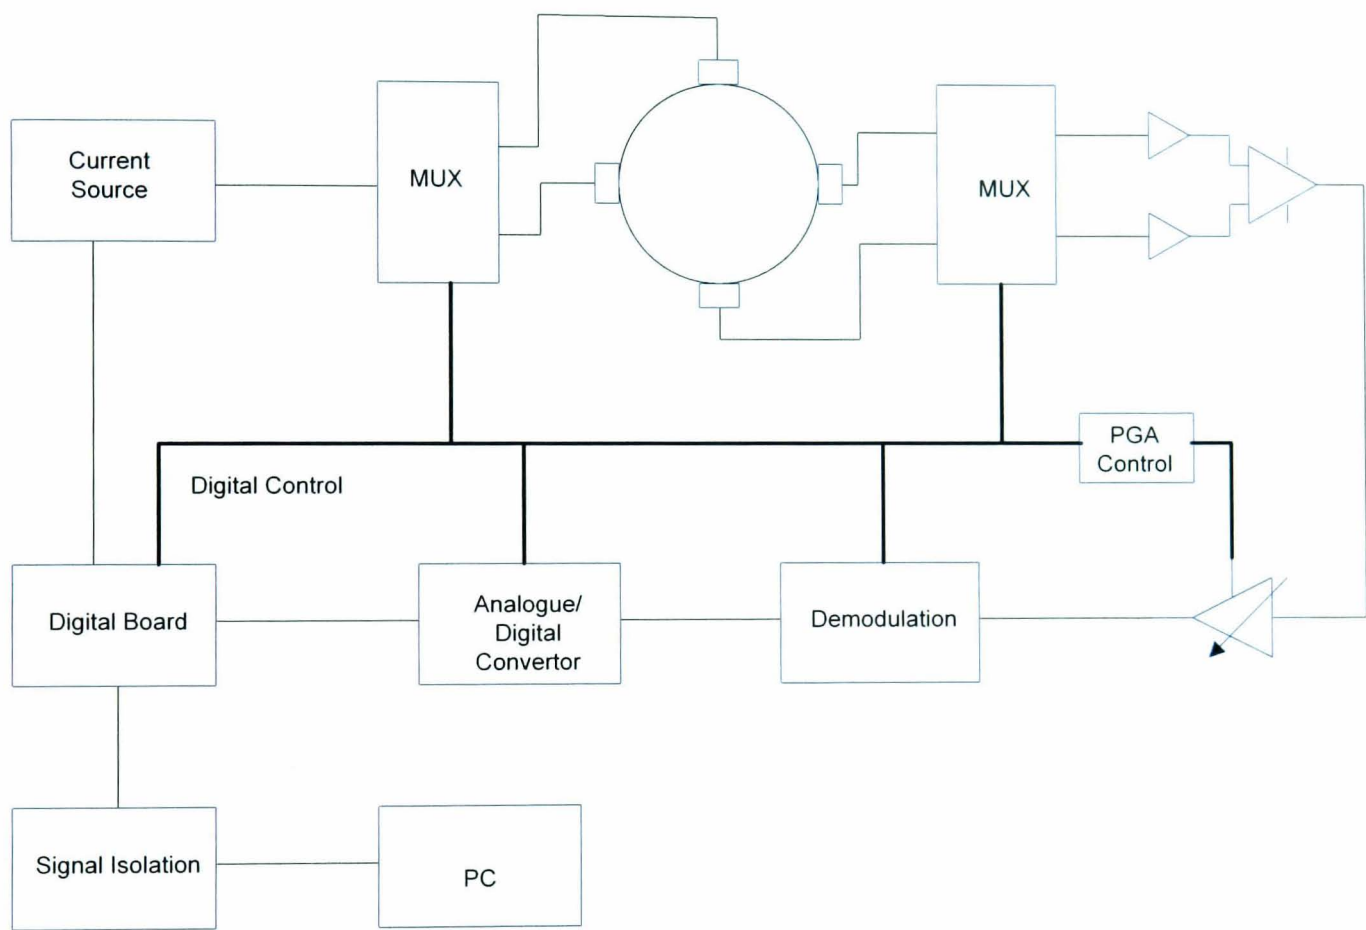 Current
Source
MUX
MUX
PGA
Control
Digital Control
Digital Board
Analogue/
Digital
Convertor
Demodulation
Signal Isolation
PC